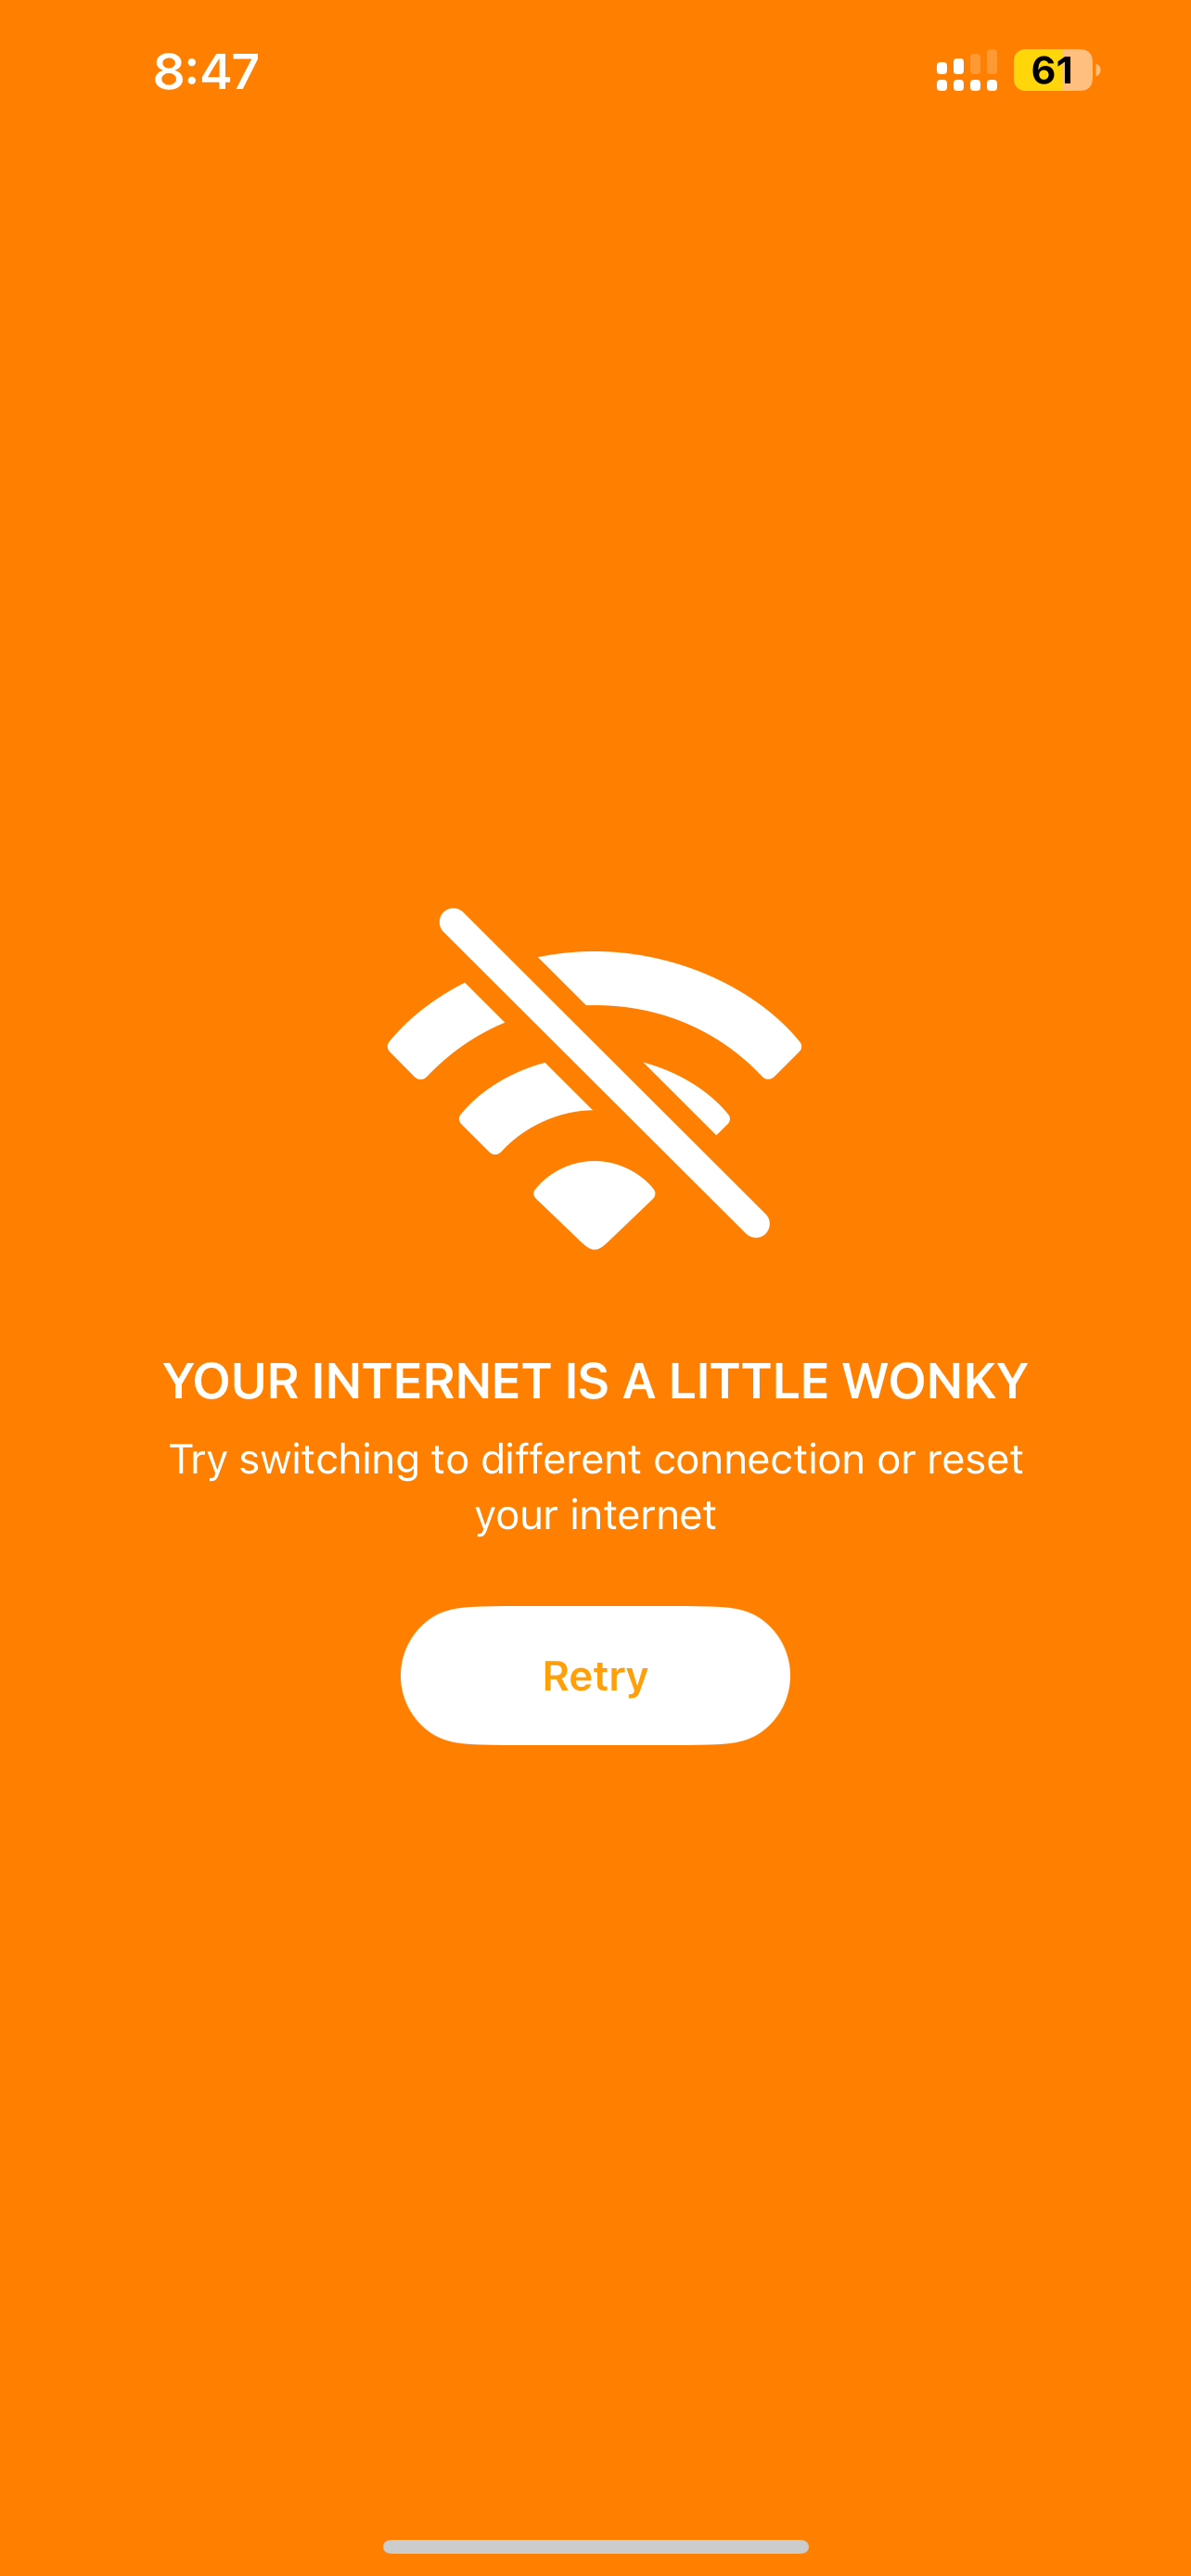 8:47
61
YOUR INTERNET IS A LITTLE WONKY
Try switching to different connection or reset
your internet
Retry